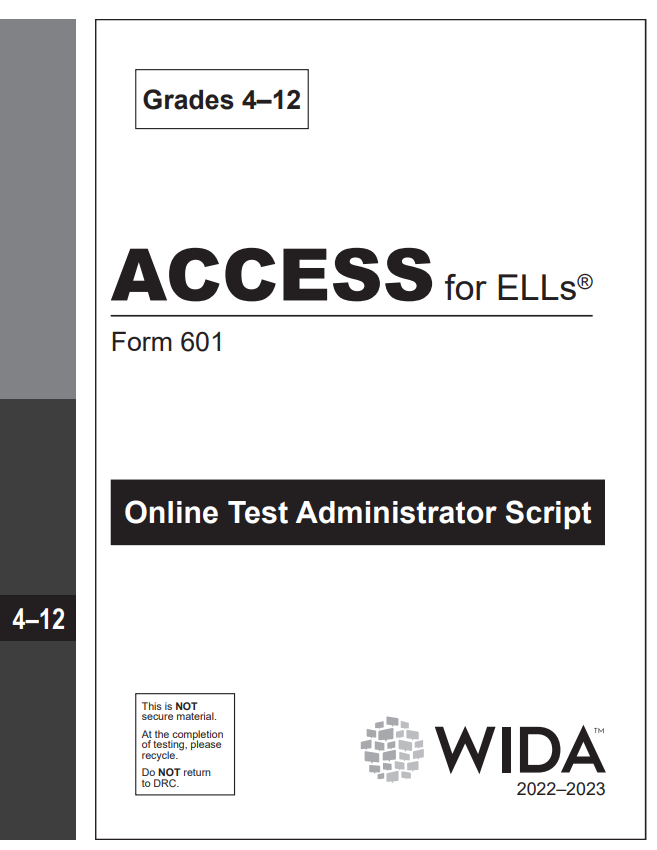 Grades 4–12
ACCESS for ELLs®
Form 601
Online Test Administrator Script
4–12
This is NOT
secure material.
At the completion
of testing, please
recycle.
Do NOT return
to DRC.
WIDA™
2022–2023